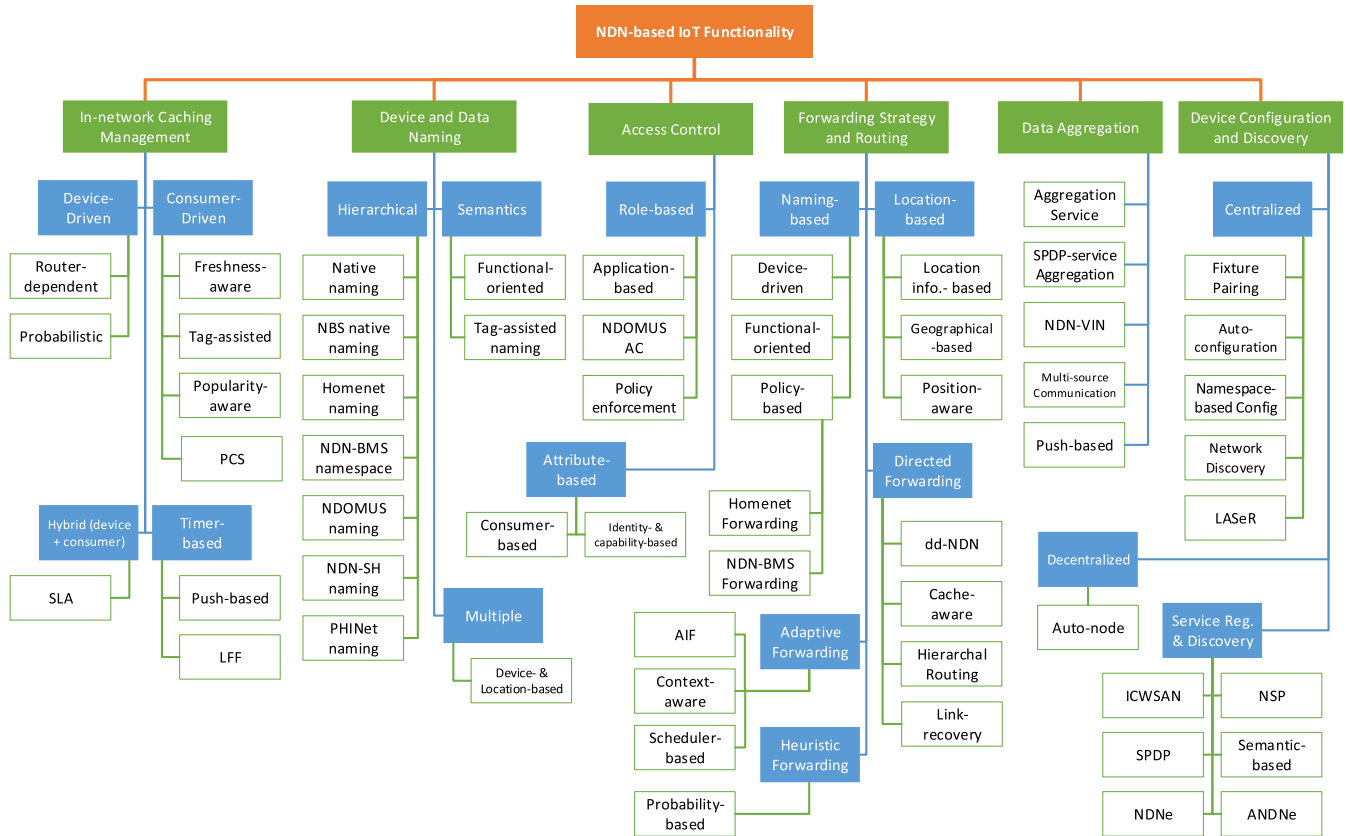 NDN-based IoT Functionality
In-network Caching
Management
Device and Data
Naming
Access Control
Forwarding Strategy
and Routing
Data Aggregation
Device Configuration
and Discovery
Device-
Driven
Consumer-
Driven
Router-
dependent
Probabilistic
Freshness-
aware
Tag-assisted
Popularity-
aware
PCS
Hybrid (device
+ consumer)
Timer-
based
SLA
Push-based
LFF
Hierarchical
Semantics
Native
naming
NBS native
naming
Homenet
naming
NDN-BMS
namespace
NDOMUS
naming
NDN-SH
naming
PHINet
naming
Functional-
oriented
Tag-assisted
naming
Multiple
Device- &
Location-based
Role-based
Application-
based
NDOMUS
AC
Policy
enforcement
Attribute-
based
Consumer-
based
Identity- &
capability-based
Naming-
based
Location-
based
Device-
driven
Functional-
oriented
Policy-
based
Homenet
Forwarding
NDN-BMS
Forwarding
Location
info.- based
Geographical
-based
Position-
aware
Directed
Forwarding
dd-NDN
Cache-
aware
Hierarchal
Routing
Link-
recovery
Adaptive
Forwarding
AIF
Context-
aware
Scheduler-
based
Heuristic
Forwarding
Probability-
based
Aggregation
Service
SPDP-service
Aggregation
NDN-VIN
Multi-source
Communication
Push-based
Centralized
Fixture
Pairing
Auto-
configuration
Namespace-
based Config
Network
Discovery
LASeR
Decentralized
Auto-node
Service Reg.
& Discovery
ICWSAN
NSP
SPDP
Semantic-
based
NDNe
ANDNe